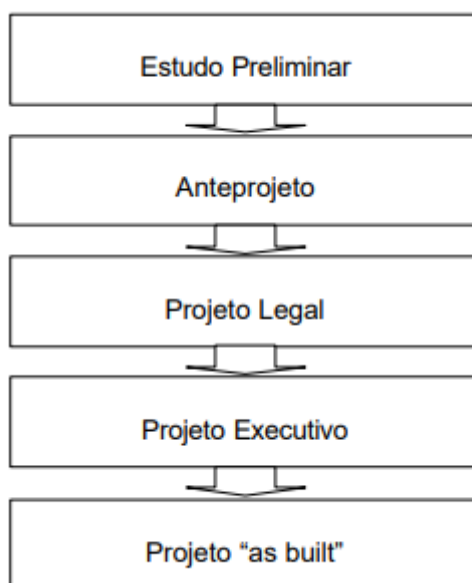 Estudo Preliminar
Anteprojeto
Projeto Legal
Projeto Executivo
Projeto “as built”